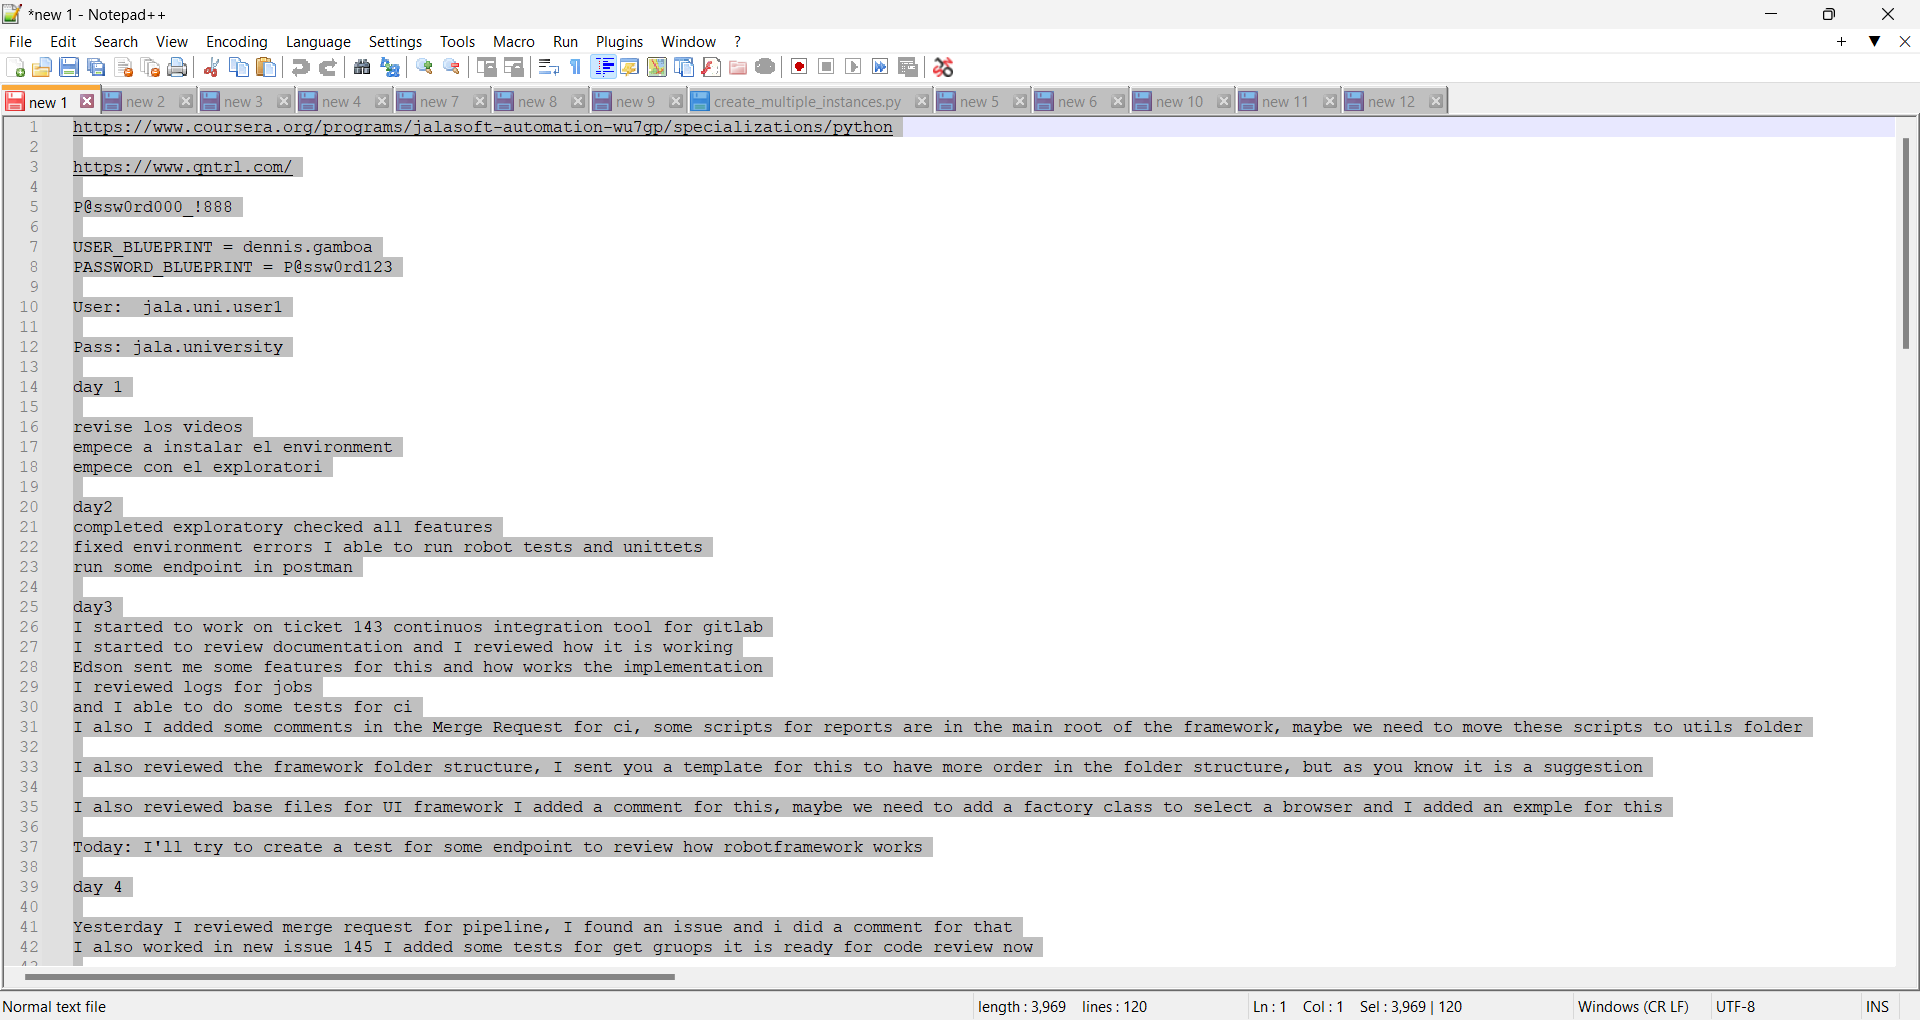 *new 1 - Notepad++
File Edit Search View Encoding Language Settings Tools Macro Run Plugins Window ?
new 1 new 2 new 3 new 4 new 7 new 8 new 9 create_multiple_instances.py new 5 new 6 new 10 new 11 new 12
1 https://www.coursera.org/programs/jalasoft-automation-wu7gp/specializations/python
2
3 https://www.qntrl.com/
4
5 P@ssw0rd000_!888
6
7 USER_BLUEPRINT = dennis.gamboa
8 PASSWORD_BLUEPRINT = P@ssw0rd123
9
10 User:  jala.uni.user1
11
12 Pass: jala.university
13
14 day 1
15
16 revise los videos
17 empece a instalar el environment
18 empece con el exploratori
19
20 day2
21 completed exploratory checked all features
22 fixed environment errors I able to run robot tests and unittets
23 run some endpoint in postman
24
25 day3
26 I started to work on ticket 143 continuos integration tool for gitlab
27 I started to review documentation and I reviewed how it is working
28 Edson sent me some features for this and how works the implementation
29 I reviewed logs for jobs
30 and I able to do some tests for ci
31 I also I added some comments in the Merge Request for ci, some scripts for reports are in the main root of the framework, maybe we need to move these scripts to utils folder
32
33 I also reviewed the framework folder structure, I sent you a template for this to have more order in the folder structure, but as you know it is a suggestion
34
35 I also reviewed base files for UI framework I added a comment for this, maybe we need to add a factory class to select a browser and I added an exmple for this
36
37 Today: I'll try to create a test for some endpoint to review how robotframework works
38
39 day 4
40
41 Yesterday I reviewed merge request for pipeline, I found an issue and i did a comment for that
42 I also worked in new issue 145 I added some tests for get gruops it is ready for code review now
Normal text file length : 3,969 lines : 120 Ln : 1 Col : 1 Sel : 3,969 | 120 Windows (CR LF) UTF-8 INS